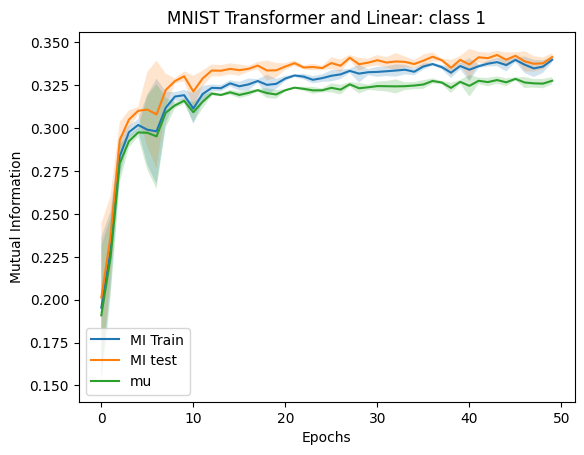 MNIST Transformer and Linear: class 1
Mutual Information
0.350
0.325
0.300
0.275
0.250
0.225
0.200
0.175
0.150
MI Train
MI test
mu
0 10 20 30 40 50
Epochs